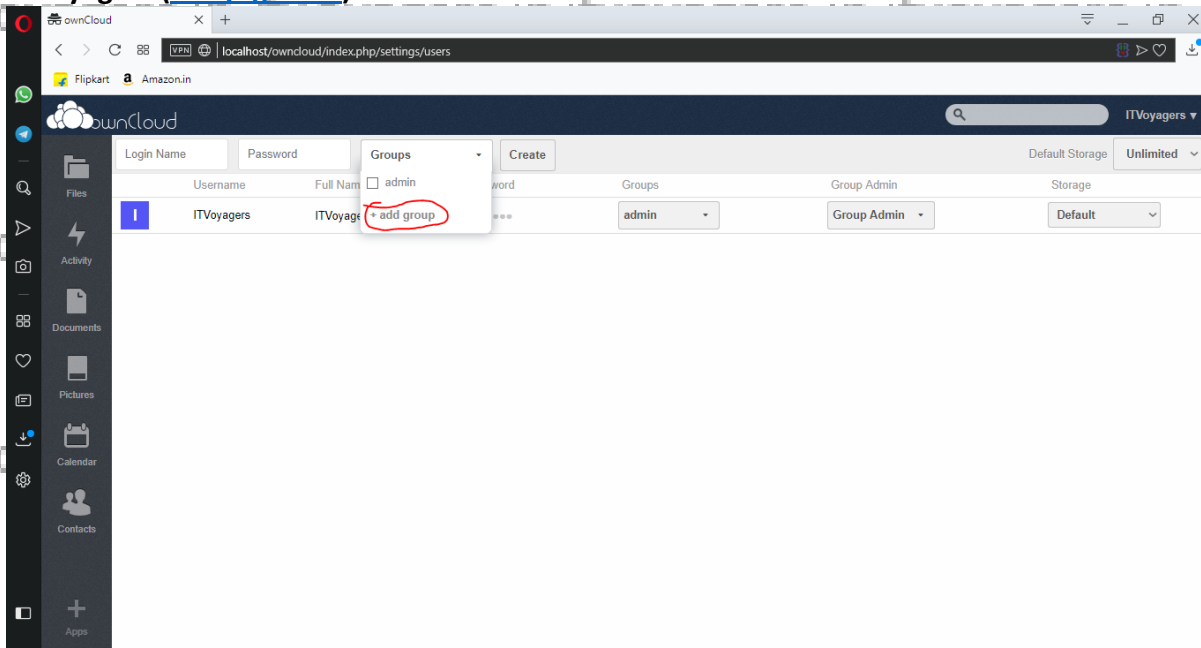 ownCloud
VPN localhost/owncloud/index.php/settings/users
Flipkart a Amazon.in
ownCloud ITVoyagers
Login Name Password Groups Create Default Storage Unlimited
Username Full Nam admin word Groups Group Admin Storage
I ITVoyagers ITVoyage + add group admin Group Admin Default
Files
Activity
Documents
Pictures
Calendar
Contacts
Apps